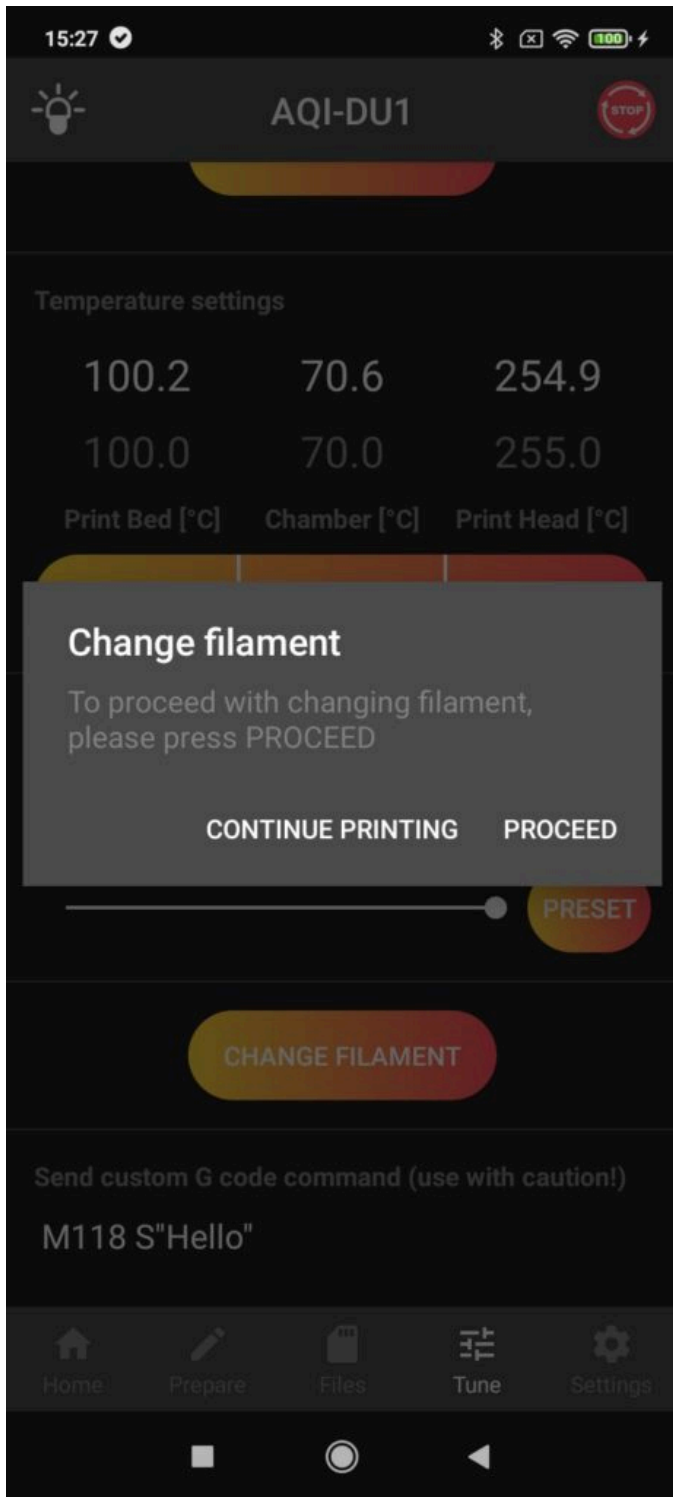 15:27
100
AQI-DU1
STOP
Temperature settings
100.2 70.6 254.9
100.0 70.0 255.0
Print Bed [°C] Chamber [°C] Print Head [°C]
Change filament
To proceed with changing filament,
please press PROCEED
CONTINUE PRINTING PROCEED
PRESET
CHANGE FILAMENT
Send custom G code command (use with caution!)
M118 S"Hello"
Home Prepare Files Tune Settings